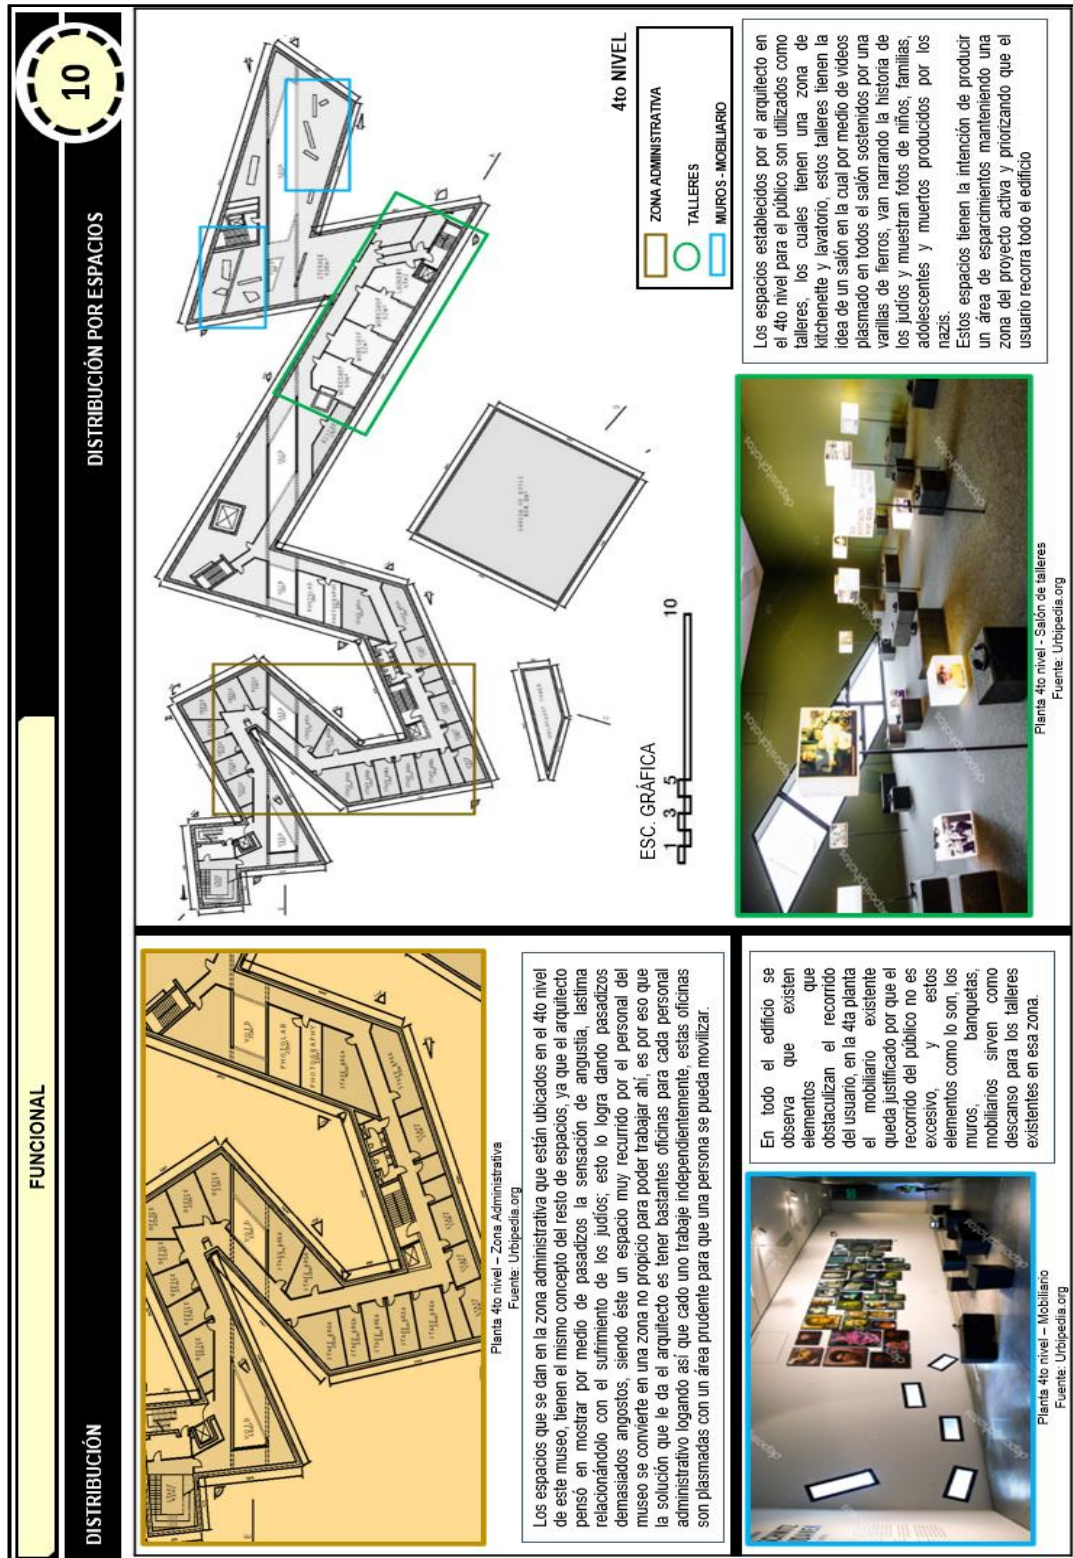 FUNCIONAL
10
DISTRIBUCIÓN
DISTRIBUCIÓN POR ESPACIOS
VOID
PHOTOLAB
PHOTOGRAPHY
STAFF AREA
Planta 4to nivel – Zona Administrativa
Fuente: Urbipedia.org
Los espacios que se dan en la zona administrativa que están ubicados en el 4to nivel
de este museo, tienen el mismo concepto del resto de espacios, ya que el arquitecto
pensó en mostrar por medio de pasadizos la sensación de angustia, lastima
relacionándolo con el sufrimiento de los judíos; esto lo logra dando pasadizos
demasiados angostos, siendo éste un espacio muy recurrido por el personal del
museo se convierte en una zona no propicio para poder trabajar ahí, es por eso que
la solución que le da el arquitecto es tener bastantes oficinas para cada personal
administrativo logando así que cado uno trabaje independientemente, estas oficinas
son plasmadas con un área prudente para que una persona se pueda movilizar.
depositphotos
Planta 4to nivel – Mobiliario
Fuente: Urbipedia.org
En todo el edificio se
observa que existen
elementos que
obstaculizan el recorrido
del usuario, en la 4ta planta
el mobiliario existente
queda justificado por que el
recorrido del público no es
excesivo, y estos
elementos como lo son, los
muros, banquetas,
mobiliarios sirven como
descanso para los talleres
existentes en esa zona.
STORAGE
WORKSHOP
WORKSHOP
WORKSHOP
LAUNDRY
VOID
PHOTOLAB
4to NIVEL
ZONA ADMINISTRATIVA
TALLERES
MUROS - MOBILIARIO
ESC. GRÁFICA
1 3 5 10
depositphotos
Planta 4to nivel - Salón de talleres
Fuente: Urbipedia.org
Los espacios establecidos por el arquitecto en
el 4to nivel para el público son utilizados como
talleres, los cuales tienen una zona de
kitchenette y lavatorio, estos talleres tienen la
idea de un salón en la cual por medio de videos
plasmado en todos el salón sostenidos por una
varillas de fierros, van narrando la historia de
los judíos y muestran fotos de niños, familias,
adolescentes y muertos producidos por los
nazis.
Estos espacios tienen la intención de producir
un área de esparcimientos manteniendo una
zona del proyecto activa y priorizando que el
usuario recorra todo el edificio